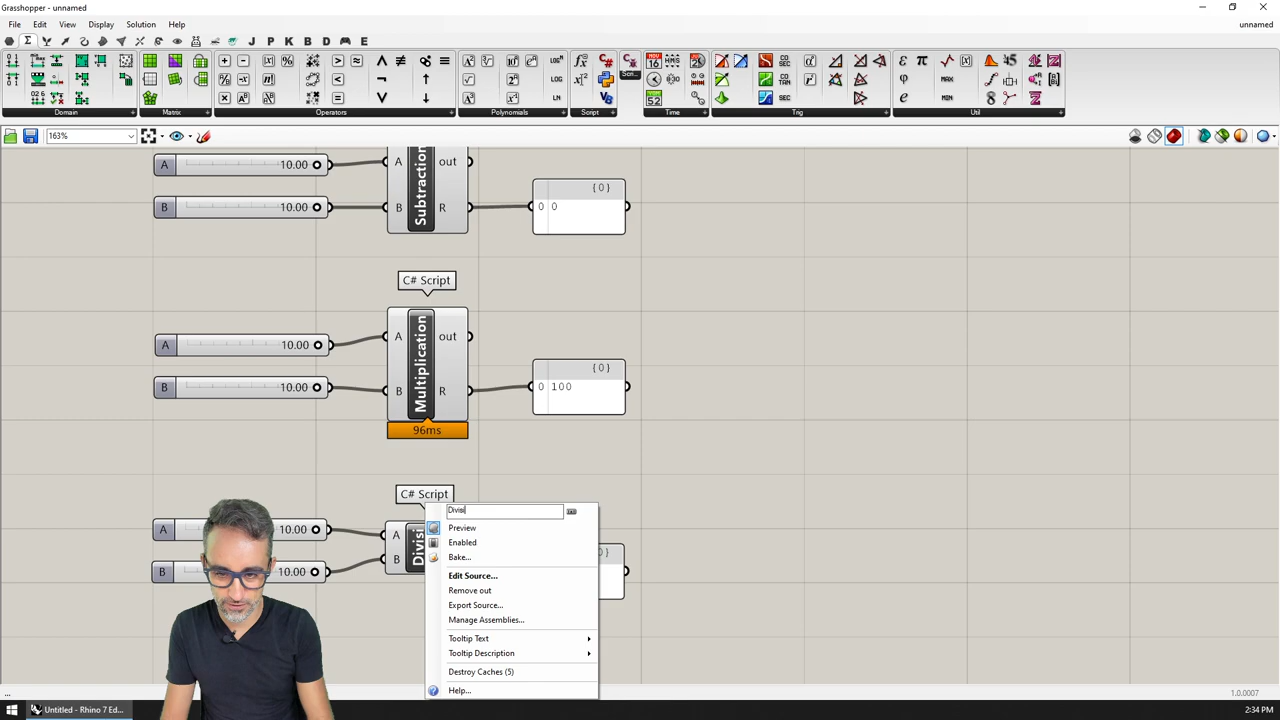 Grasshopper - unnamed
File Edit View Display Solution Help
unnamed
J P K B D E
Domain Matrix Operators Polynomials Script Time Trig Util
163%
A 10.00
B 10.00
A
B
Subtraction
out
R
{0}
0 0
C# Script
A 10.00
B 10.00
A
B
Multiplication
out
R
96ms
{0}
0 100
C# Script
A 10.00
B 10.00
A
B
Divisi
Divisi
Preview
Enabled
Bake...
Edit Source...
Remove out
Export Source...
Manage Assemblies...
Tooltip Text
Tooltip Description
Destroy Caches (5)
Help...
...
1.0.0007
Untitled - Rhino 7 Ed...
2:34 PM